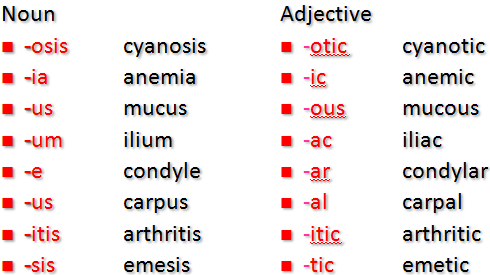 Noun Adjective
-osis cyanosis -otic cyanotic
-ia anemia -ic anemic
-us mucus -ous mucous
-um ilium -ac iliac
-e condyle -ar condylar
-us carpus -al carpal
-itis arthritis -itic arthritic
-sis emesis -tic emetic